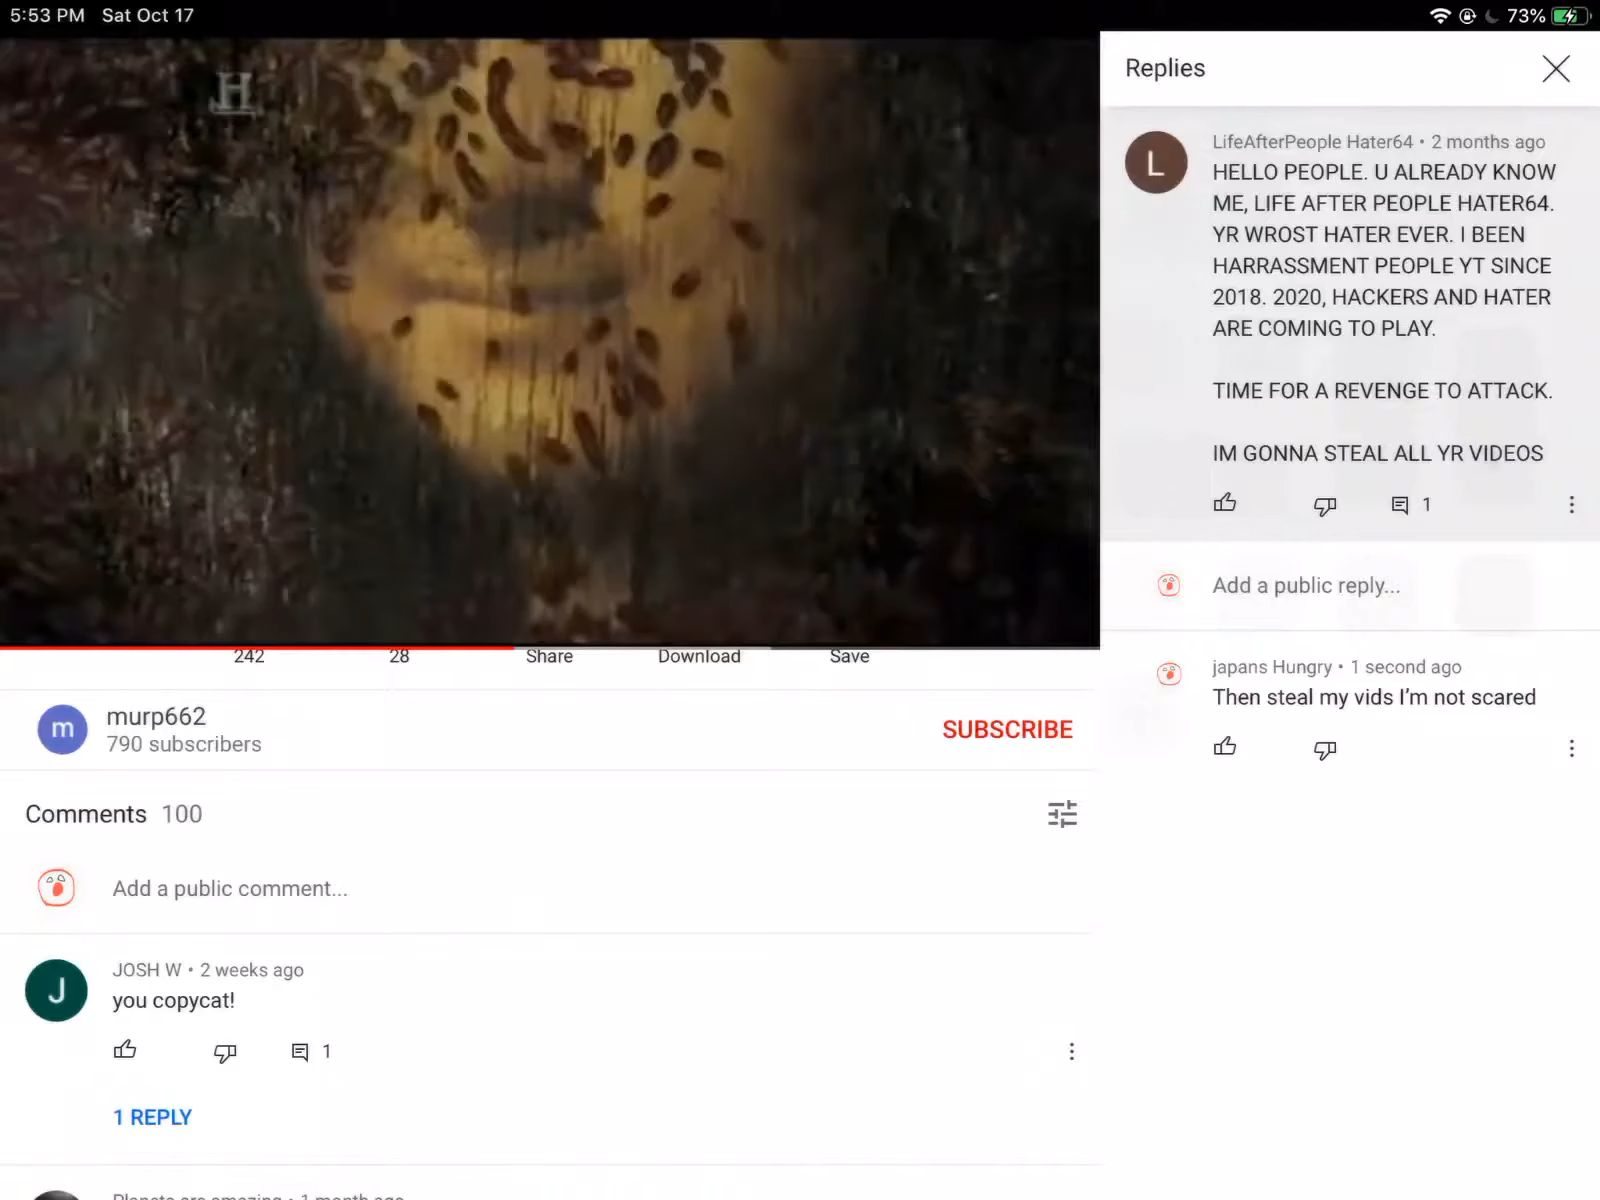 5:53 PM Sat Oct 17
73%
H
242 28 Share Download Save
m
murp662
790 subscribers
SUBSCRIBE
Comments 100
Add a public comment...
J
JOSH W • 2 weeks ago
you copycat!
1
1 REPLY
Planets are amazing • 1 month ago
Replies
L
LifeAfterPeople Hater64 • 2 months ago
HELLO PEOPLE. U ALREADY KNOW
ME, LIFE AFTER PEOPLE HATER64.
YR WROST HATER EVER. I BEEN
HARRASSMENT PEOPLE YT SINCE
2018. 2020, HACKERS AND HATER
ARE COMING TO PLAY.
TIME FOR A REVENGE TO ATTACK.
IM GONNA STEAL ALL YR VIDEOS
1
Add a public reply...
japans Hungry • 1 second ago
Then steal my vids I’m not scared